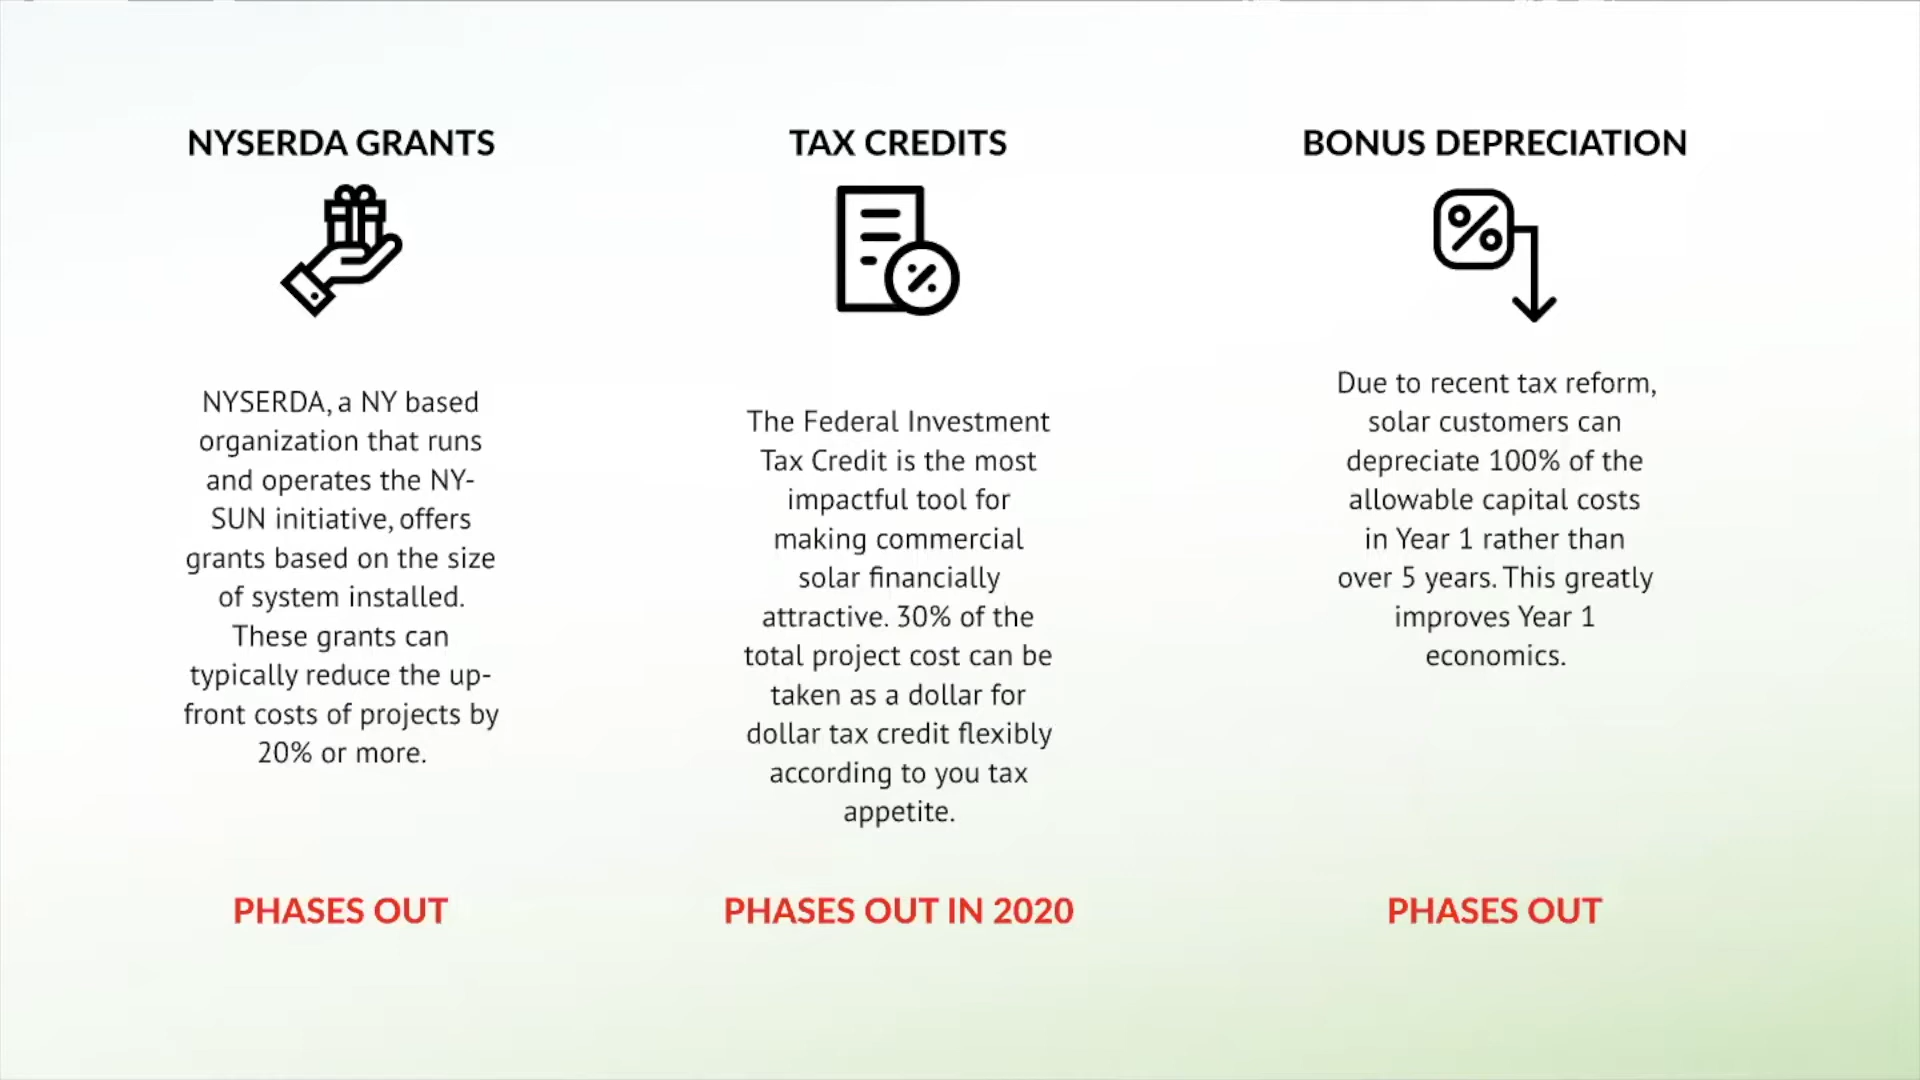 NYSERDA GRANTS
NYSERDA, a NY based
organization that runs
and operates the NY-
SUN initiative, offers
grants based on the size
of system installed.
These grants can
typically reduce the up-
front costs of projects by
20% or more.
PHASES OUT
TAX CREDITS
The Federal Investment
Tax Credit is the most
impactful tool for
making commercial
solar financially
attractive. 30% of the
total project cost can be
taken as a dollar for
dollar tax credit flexibly
according to you tax
appetite.
PHASES OUT IN 2020
BONUS DEPRECIATION
Due to recent tax reform,
solar customers can
depreciate 100% of the
allowable capital costs
in Year 1 rather than
over 5 years. This greatly
improves Year 1
economics.
PHASES OUT